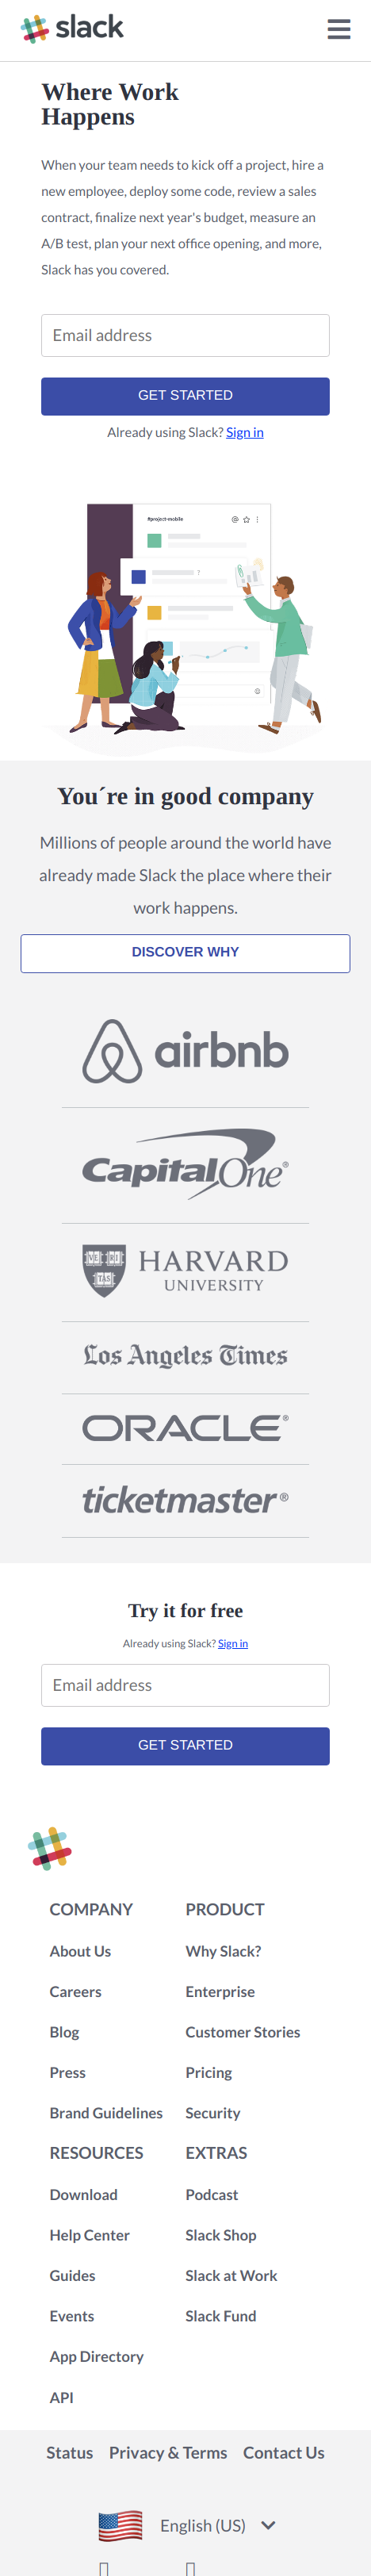 slack
Where Work
Happens
When your team needs to kick off a project, hire a
new employee, deploy some code, review a sales
contract, finalize next year's budget, measure an
A/B test, plan your next office opening, and more,
Slack has you covered.
Email address
GET STARTED
Already using Slack? Sign in
#project-mobile
?
You´re in good company
Millions of people around the world have
already made Slack the place where their
work happens.
DISCOVER WHY
airbnb
Capital One®
VE RI TAS HARVARD
UNIVERSITY
Los Angeles Times
ORACLE®
ticketmaster®
Try it for free
Already using Slack? Sign in
Email address
GET STARTED
COMPANY PRODUCT
About Us Why Slack?
Careers Enterprise
Blog Customer Stories
Press Pricing
Brand Guidelines Security
RESOURCES EXTRAS
Download Podcast
Help Center Slack Shop
Guides Slack at Work
Events Slack Fund
App Directory
API
Status Privacy & Terms Contact Us
English (US)